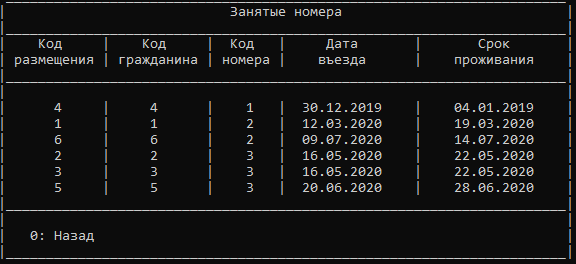 Занятые номера
Код | Код | Код | Дата | Срок
размещения | гражданина | номера | въезда | проживания
4 | 4 | 1 | 30.12.2019 | 04.01.2019
1 | 1 | 2 | 12.03.2020 | 19.03.2020
6 | 6 | 2 | 09.07.2020 | 14.07.2020
2 | 2 | 3 | 16.05.2020 | 22.05.2020
3 | 3 | 3 | 16.05.2020 | 22.05.2020
5 | 5 | 3 | 20.06.2020 | 28.06.2020
0: Назад